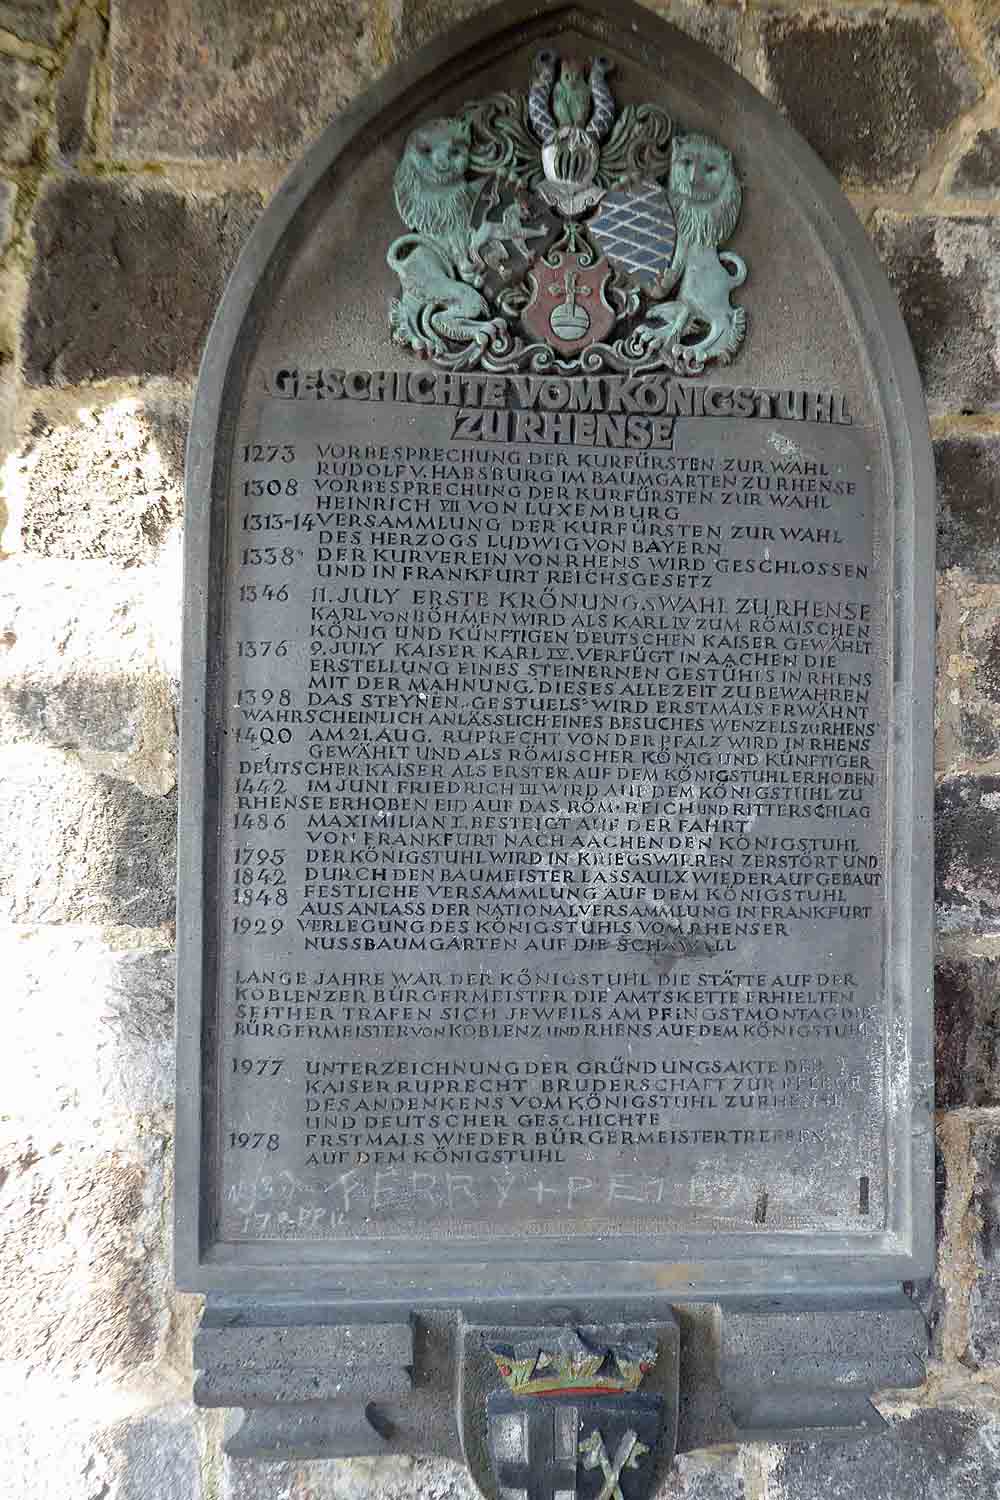 GESCHICHTE VOM KÖNIGSTUHL
ZU RHENSE
1273 VORBESPRECHUNG DER KURFÜRSTEN ZUR WAHL
RUDOLF V. HABSBURG IM BAUMGARTEN ZU RHENSE
1308 VORBESPRECHUNG DER KURFÜRSTEN ZUR WAHL
HEINRICH VII VON LUXEMBURG
1313-14 VERSAMMLUNG DER KURFÜRSTEN ZUR WAHL
DES HERZOGS LUDWIG VON BAYERN
1338 DER KURVEREIN VON RHENS WIRD GESCHLOSSEN
UND IN FRANKFURT REICHSGESETZ
1346 11. JULY ERSTE KRÖNUNGSWAHL ZU RHENSE
KARL VON BÖHMEN WIRD ALS KARL IV ZUM RÖMISCHEN
KÖNIG UND KÜNFTIGEN DEUTSCHEN KAISER GEWÄHLT
1376 9. JULY KAISER KARL IV. VERFÜGT IN AACHEN DIE
ERSTELLUNG EINES STEINERNEN GESTÜHLS IN RHENS
MIT DER MAHNUNG, DIESES ALLEZEIT ZU BEWAHREN
1398 DAS STEYNEN „GESTUELS“ WIRD ERSTMALS ERWÄHNT
WAHRSCHEINLICH ANLÄSSLICH EINES BESUCHES WENZELS ZU RHENS
1400 AM 21. AUG. RUPRECHT VON DER PFALZ WIRD IN RHENS
GEWÄHLT UND ALS RÖMISCHER KÖNIG UND KÜNFTIGER
DEUTSCHER KAISER ALS ERSTER AUF DEM KÖNIGSTUHL ERHOBEN
1442 IM JUNI FRIEDRICH III. WIRD AUF DEM KÖNIGSTUHL ZU
RHENSE ERHOBEN EID AUF DAS RÖM. REICH UND RITTERSCHLAG
1486 MAXIMILIAN I. BESTEIGT AUF DER FAHRT
VON FRANKFURT NACH AACHEN DEN KÖNIGSTUHL
1795 DER KÖNIGSTUHL WIRD IN KRIEGSWIRREN ZERSTÖRT UND
1842 DURCH DEN BAUMEISTER LASSAULX WIEDERAUFGEBAUT
1848 FESTLICHE VERSAMMLUNG AUF DEM KÖNIGSTUHL
AUS ANLASS DER NATIONALVERSAMMLUNG IN FRANKFURT
1929 VERLEGUNG DES KÖNIGSTUHLS VOM RHENSER
NUSSBAUMGARTEN AUF DIE SCHAWALL
LANGE JAHRE WAR DER KÖNIGSTUHL DIE STÄTTE AUF DER
KOBLENZER BÜRGERMEISTER DIE AMTSKETTE ERHIELTEN
SEITHER TRAFEN SICH JEWEILS AM PFINGSTMONTAG DIE
BÜRGERMEISTER VON KOBLENZ UND RHENS AUF DEM KÖNIGSTUHL
1977 UNTERZEICHNUNG DER GRÜNDUNGSAKTE DER
KAISER RUPRECHT BRUDERSCHAFT ZUR PFLEGE
DES ANDENKENS VOM KÖNIGSTUHL ZU RHENSE
UND DEUTSCHER GESCHICHTE
1978 ERSTMALS WIEDER BÜRGERMEISTERTREFFEN
AUF DEM KÖNIGSTUHL
PERRY +